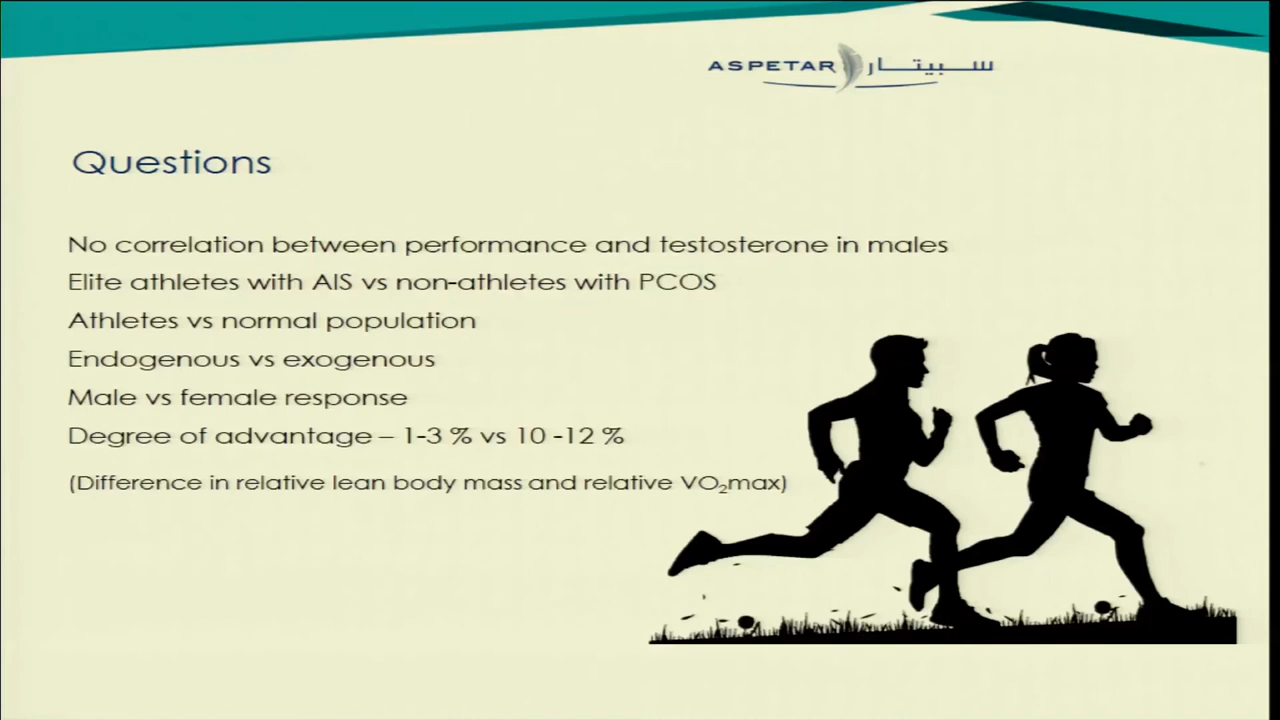 ASPETAR سبيتار
Questions
No correlation between performance and testosterone in males
Elite athletes with AIS vs non-athletes with PCOS
Athletes vs normal population
Endogenous vs exogenous
Male vs female response
Degree of advantage – 1-3 % vs 10 -12 %
(Difference in relative lean body mass and relative VO₂max)